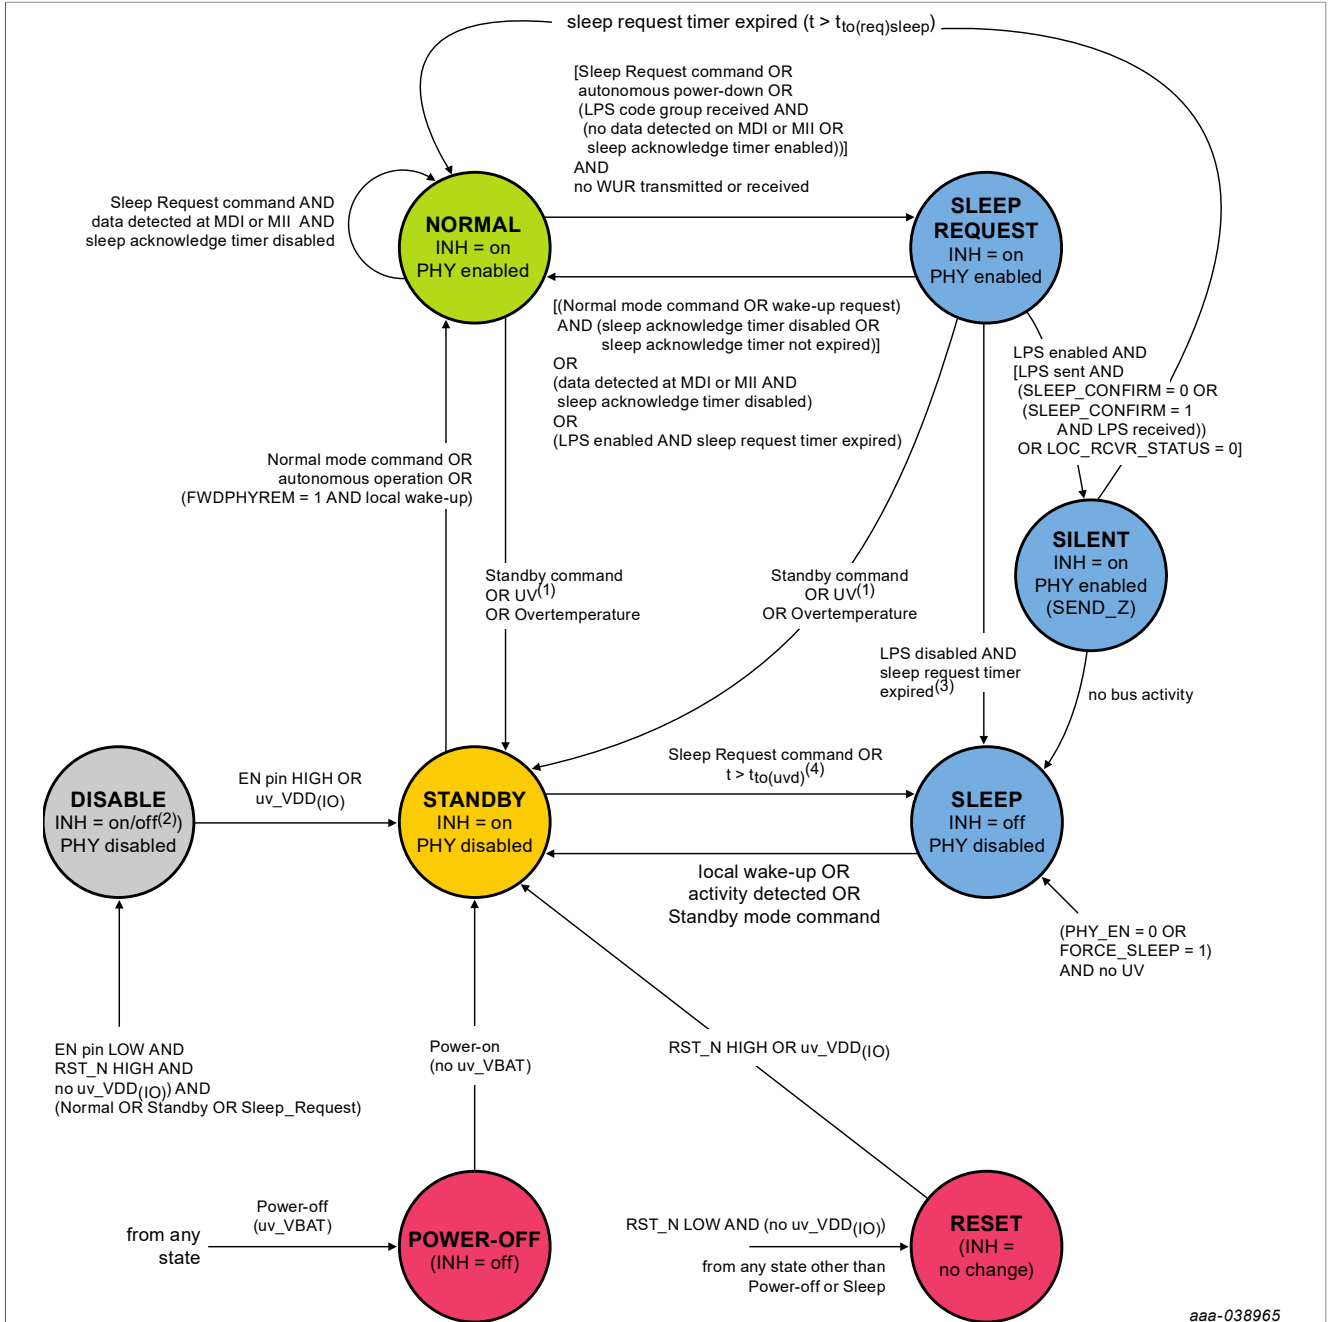 sleep request timer expired (t > tto(req)sleep)
[Sleep Request command OR
autonomous power-down OR
(LPS code group received AND
(no data detected on MDI or MII OR
sleep acknowledge timer enabled))]
AND
no WUR transmitted or received
Sleep Request command AND
data detected at MDI or MII AND
sleep acknowledge timer disabled
NORMAL
INH = on
PHY enabled
SLEEP
REQUEST
INH = on
PHY enabled
[(Normal mode command OR wake-up request)
AND (sleep acknowledge timer disabled OR
sleep acknowledge timer not expired)]
OR
(data detected at MDI or MII AND
sleep acknowledge timer disabled)
OR
(LPS enabled AND sleep request timer expired)
LPS enabled AND
[LPS sent AND
(SLEEP_CONFIRM = 0 OR
(SLEEP_CONFIRM = 1
AND LPS received))
OR LOC_RCVR_STATUS = 0]
Normal mode command OR
autonomous operation OR
(FWDPHYREM = 1 AND local wake-up)
SILENT
INH = on
PHY enabled
(SEND_Z)
Standby command
OR UV(1)
OR Overtemperature
Standby command
OR UV(1)
OR Overtemperature
LPS disabled AND
sleep request timer
expired(3)
no bus activity
DISABLE
INH = on/off(2))
PHY disabled
EN pin HIGH OR
uv_VDD(IO)
STANDBY
INH = on
PHY disabled
Sleep Request command OR
t > tto(uvd)(4)
SLEEP
INH = off
PHY disabled
local wake-up OR
activity detected OR
Standby mode command
(PHY_EN = 0 OR
FORCE_SLEEP = 1)
AND no UV
EN pin LOW AND
RST_N HIGH AND
no uv_VDD(IO)) AND
(Normal OR Standby OR Sleep_Request)
Power-on
(no uv_VBAT)
RST_N HIGH OR uv_VDD(IO)
from any
state
Power-off
(uv_VBAT)
POWER-OFF
(INH = off)
RST_N LOW AND (no uv_VDD(IO))
from any state other than
Power-off or Sleep
RESET
(INH =
no change)
aaa-038965